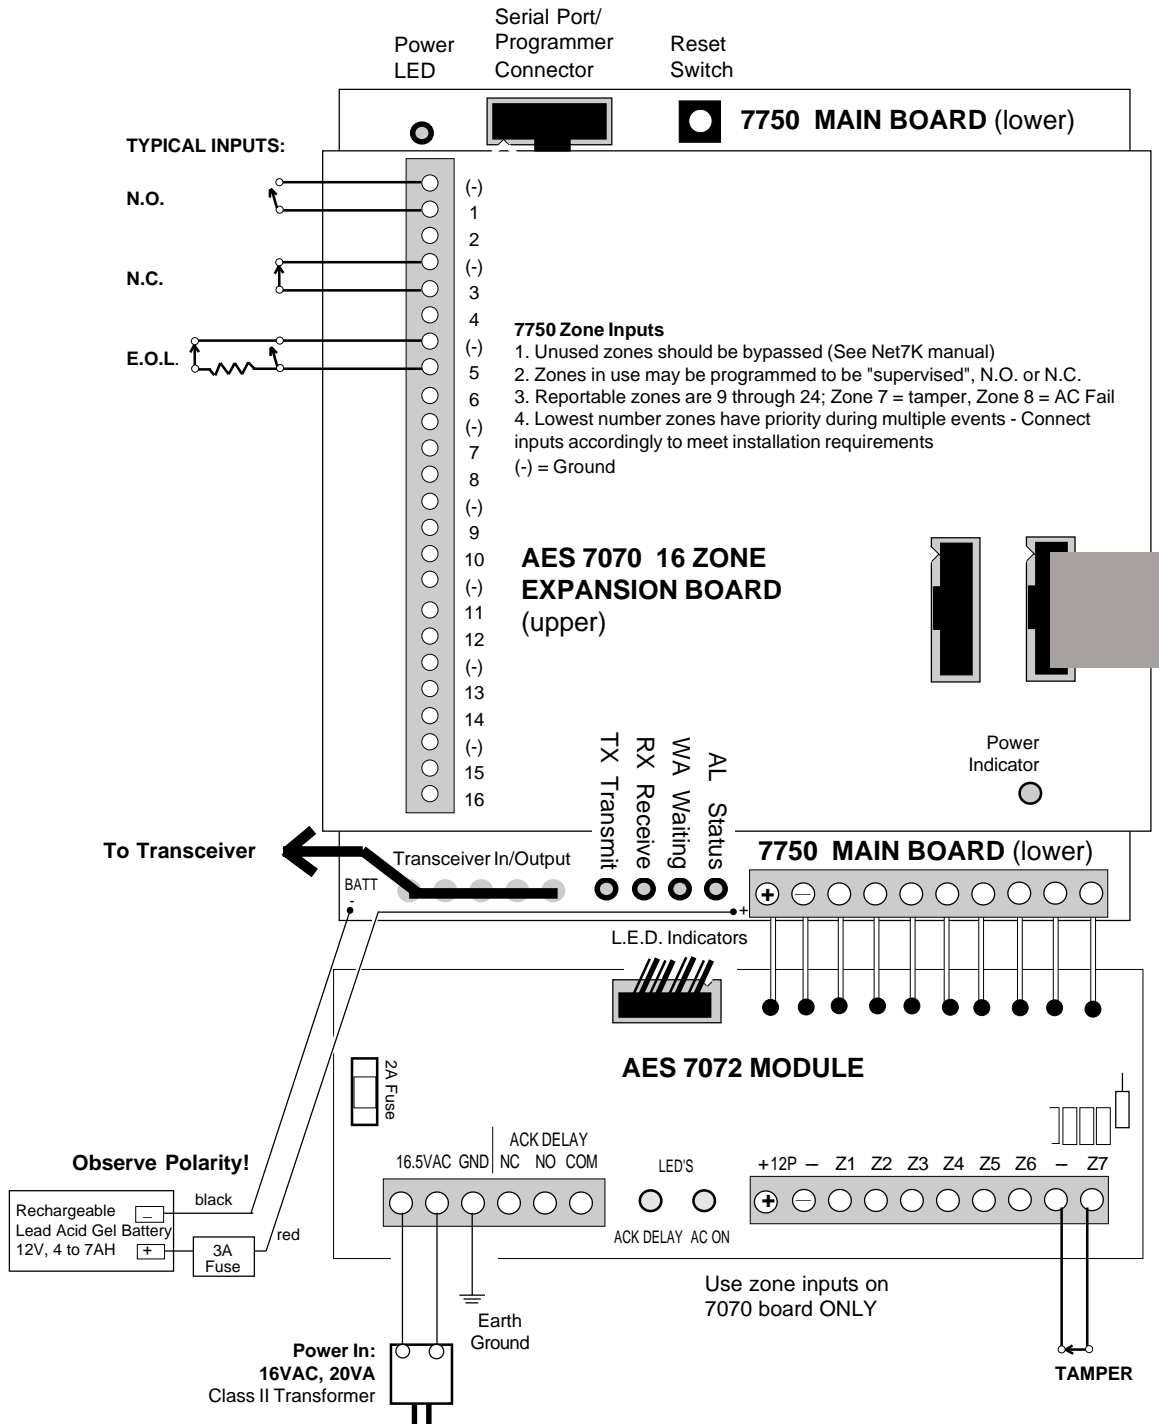 Serial Port/
Programmer
Connector
Power
LED
Reset
Switch
7750 MAIN BOARD (lower)
TYPICAL INPUTS:
N.O.
N.C.
E.O.L.
(-)
1
2
(-)
3
4
(-)
5
6
(-)
7
8
(-)
9
10
(-)
11
12
(-)
13
14
(-)
15
16
7750 Zone Inputs
1. Unused zones should be bypassed (See Net7K manual)
2. Zones in use may be programmed to be "supervised", N.O. or N.C.
3. Reportable zones are 9 through 24; Zone 7 = tamper, Zone 8 = AC Fail
4. Lowest number zones have priority during multiple events - Connect
inputs accordingly to meet installation requirements
(-) = Ground
AES 7070 16 ZONE
EXPANSION BOARD
(upper)
Power
Indicator
TX Transmit
RX Receive
WA Waiting
AL Status
To Transceiver
Transceiver In/Output
7750 MAIN BOARD (lower)
BATT
-
+
+ –
L.E.D. Indicators
AES 7072 MODULE
2A Fuse
Observe Polarity!
ACK DELAY
16.5VAC GND NC NO COM
LED'S
+12P – Z1 Z2 Z3 Z4 Z5 Z6 – Z7
+ –
ACK DELAY AC ON
Rechargeable
Lead Acid Gel Battery
12V, 4 to 7AH
–
+
black
red
3A
Fuse
Use zone inputs on
7070 board ONLY
Earth
Ground
Power In:
16VAC, 20VA
Class II Transformer
TAMPER